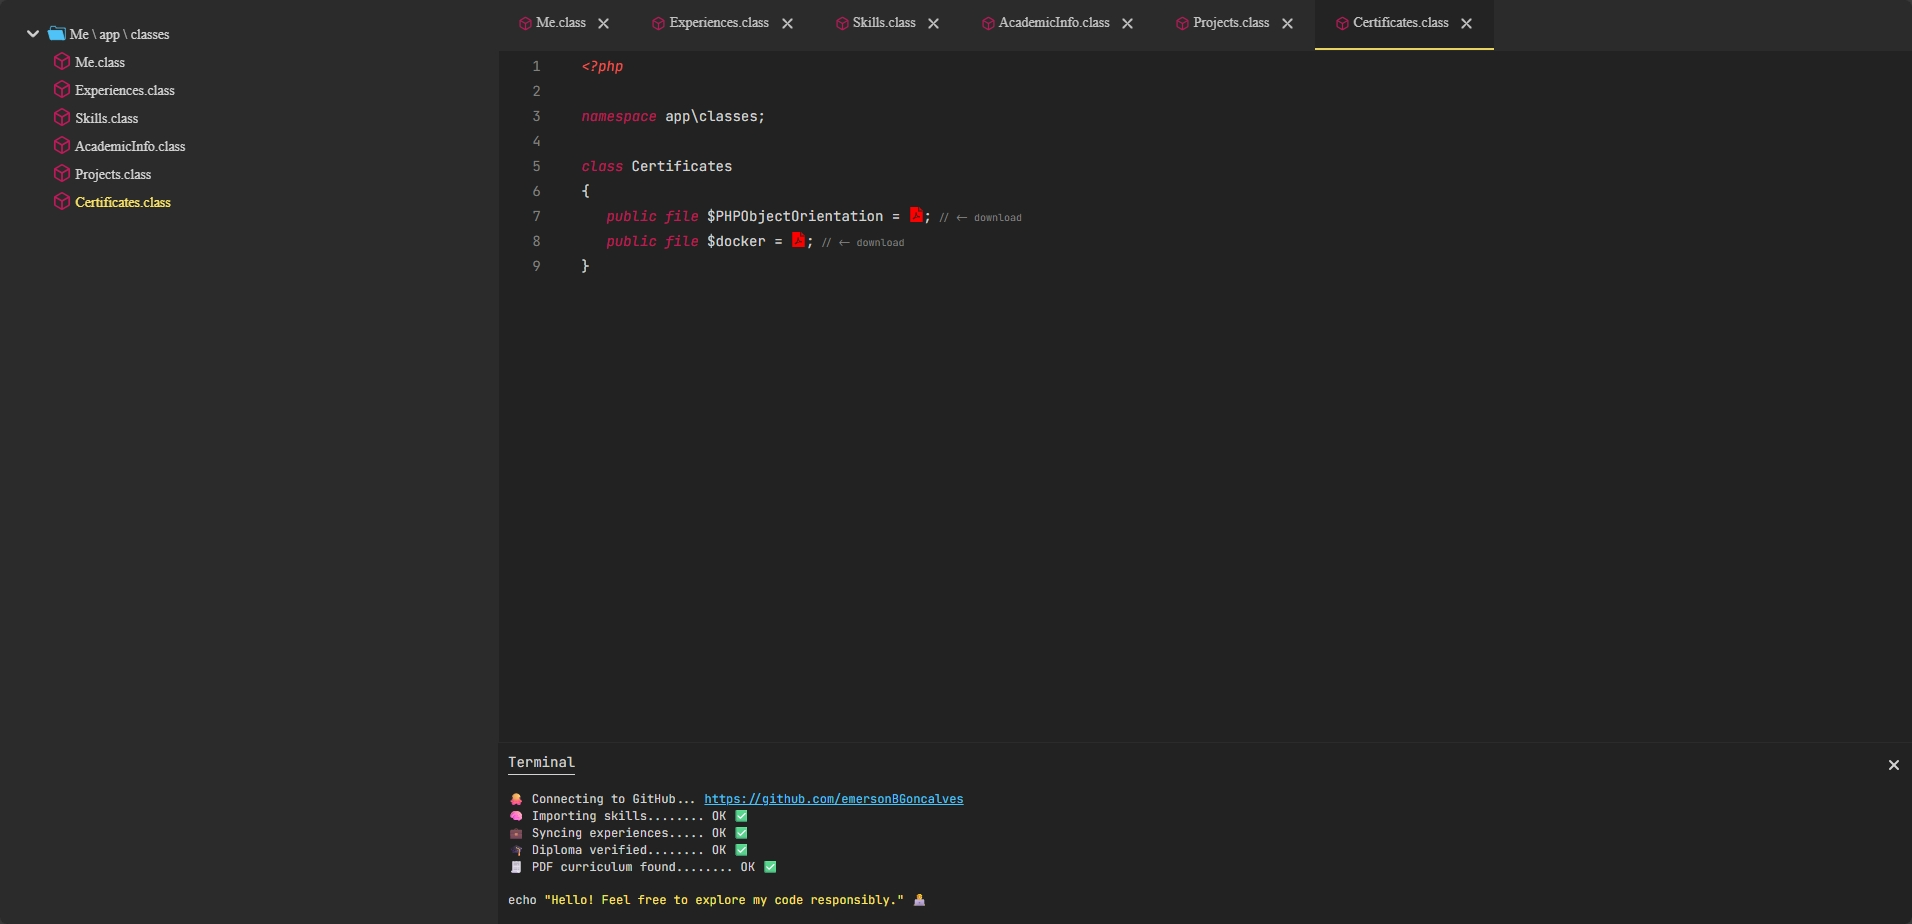 Me \ app \ classes
Me.class
Experiences.class
Skills.class
AcademicInfo.class
Projects.class
Certificates.class
Me.class Experiences.class Skills.class AcademicInfo.class Projects.class Certificates.class
1 <?php
2
3 namespace app\classes;
4
5 class Certificates
6 {
7 public file $PHPObjectOrientation = ; // ← download
8 public file $docker = ; // ← download
9 }
Terminal
Connecting to GitHub... https://github.com/emersonBGoncalves
Importing skills........ OK ✅
Syncing experiences..... OK ✅
Diploma verified........ OK ✅
PDF curriculum found........ OK ✅
echo "Hello! Feel free to explore my code responsibly."